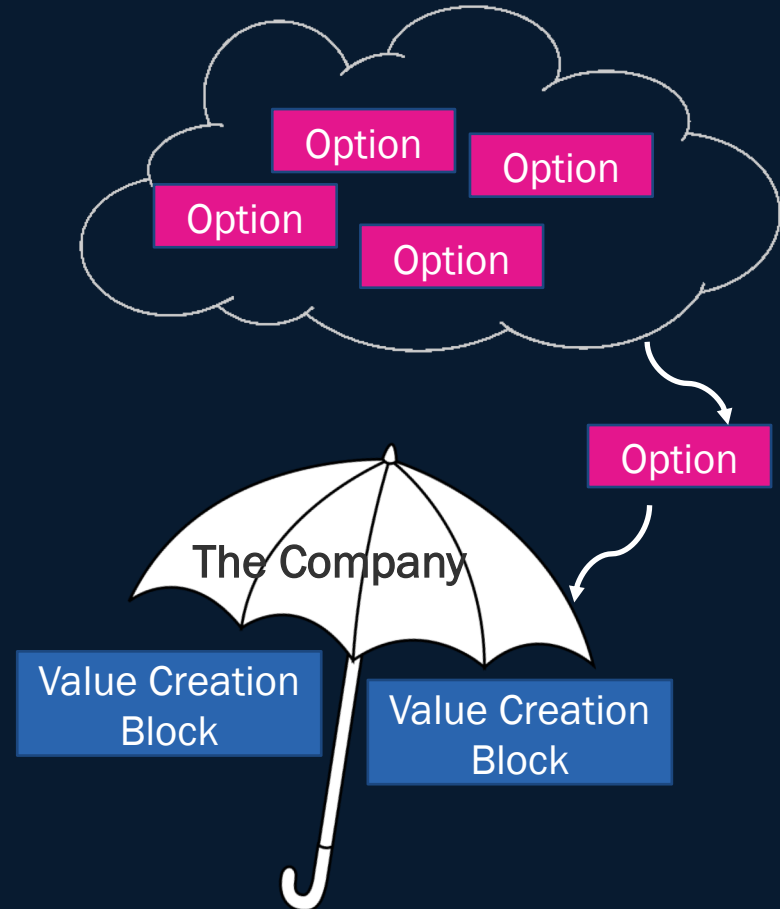 Option
Option
Option
Option
Option
The Company
Value Creation
Block
Value Creation
Block